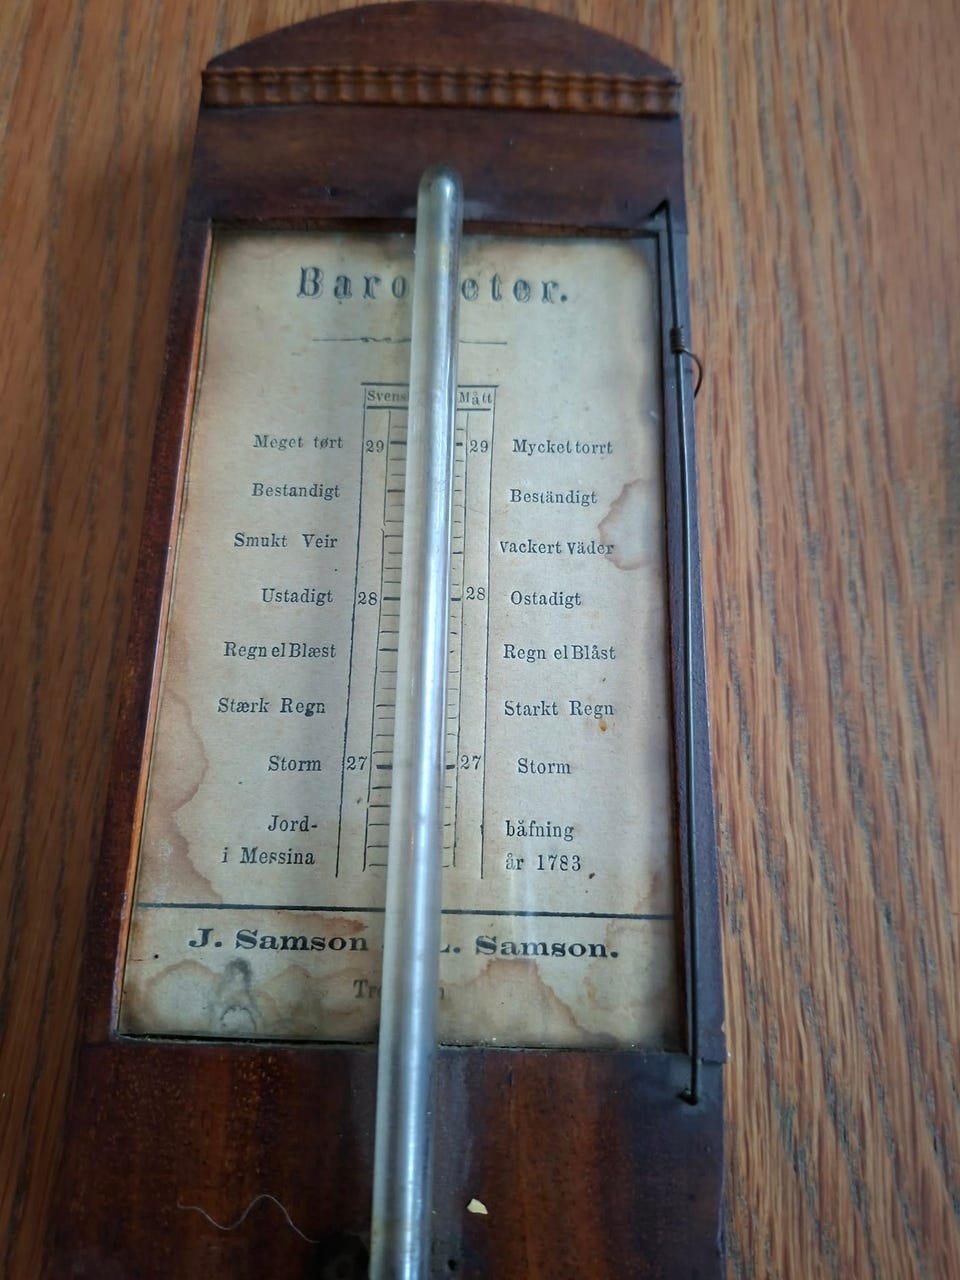 Baro eter.
Svens Mått
Meget tørt 29 29 Mycket torrt
Bestandigt Beständigt
Smukt Veir vackert Väder
Ustadigt 28 28 Ostadigt
Regn el Blæst Regn el Blåst
Stærk Regn Starkt Regn
Storm 27 27 Storm
Jord- båfning
i Messina år 1783
J. Samson L. Samson.